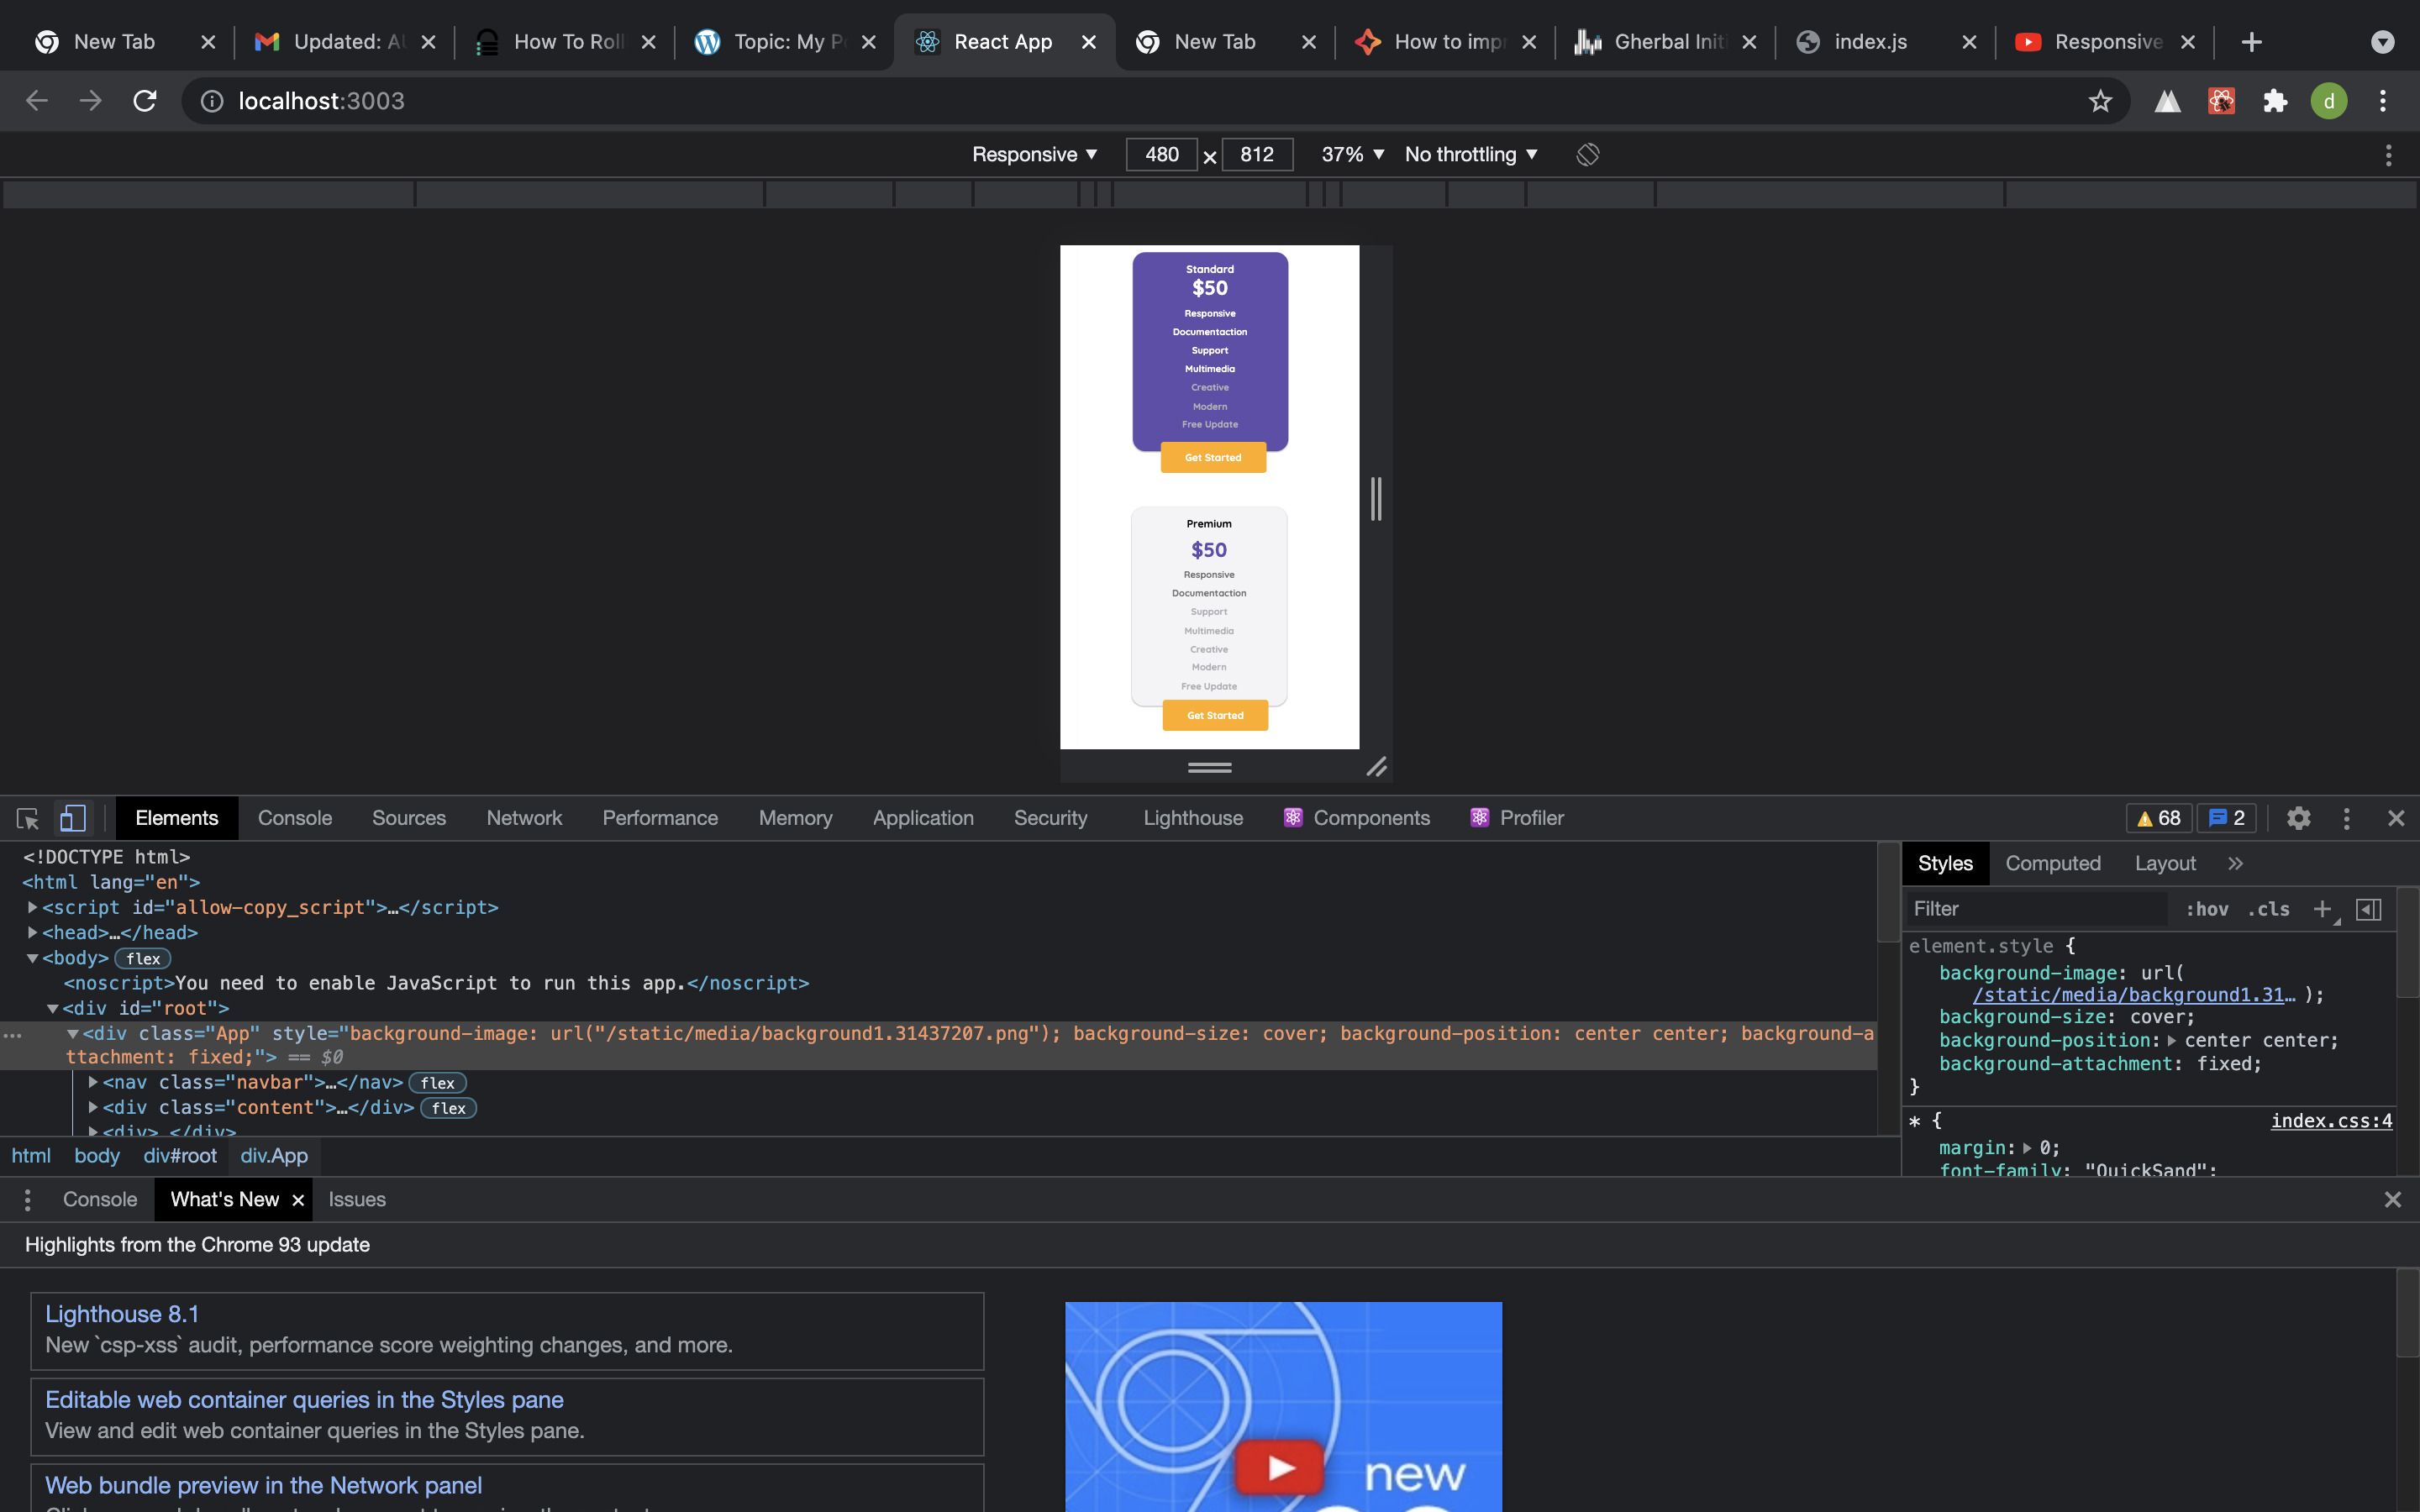 New Tab
Updated: A
How To Roll
Topic: My P
React App
New Tab
How to imp
Gherbal Initi
index.js
Responsive
localhost:3003
d
Responsive ▼ 480 × 812 37% ▼ No throttling ▼
Standard
$50
Responsive
Documentaction
Support
Multimedia
Creative
Modern
Free Update
Get Started
Premium
$50
Responsive
Documentaction
Support
Multimedia
Creative
Modern
Free Update
Get Started
Elements Console Sources Network Performance Memory Application Security Lighthouse Components Profiler 68 2
<!DOCTYPE html>
<html lang="en">
▶<script id="allow-copy_script">…</script>
▶<head>…</head>
▼<body> flex
<noscript>You need to enable JavaScript to run this app.</noscript>
▼<div id="root">
… ▼<div class="App" style="background-image: url("/static/media/background1.31437207.png"); background-size: cover; background-position: center center; background-a
ttachment: fixed;"> == $0
▶<nav class="navbar">…</nav> flex
▶<div class="content">…</div> flex
▶<div> </div>
html body div#root div.App
Styles Computed Layout »
Filter :hov .cls +
element.style {
background-image: url(
/static/media/background1.31… );
background-size: cover;
background-position: ▶ center center;
background-attachment: fixed;
}
* { index.css:4
margin: ▶ 0;
font-family: "QuickSand";
Console What's New × Issues
Highlights from the Chrome 93 update
Lighthouse 8.1
New `csp-xss` audit, performance score weighting changes, and more.
Editable web container queries in the Styles pane
View and edit web container queries in the Styles pane.
Web bundle preview in the Network panel
new